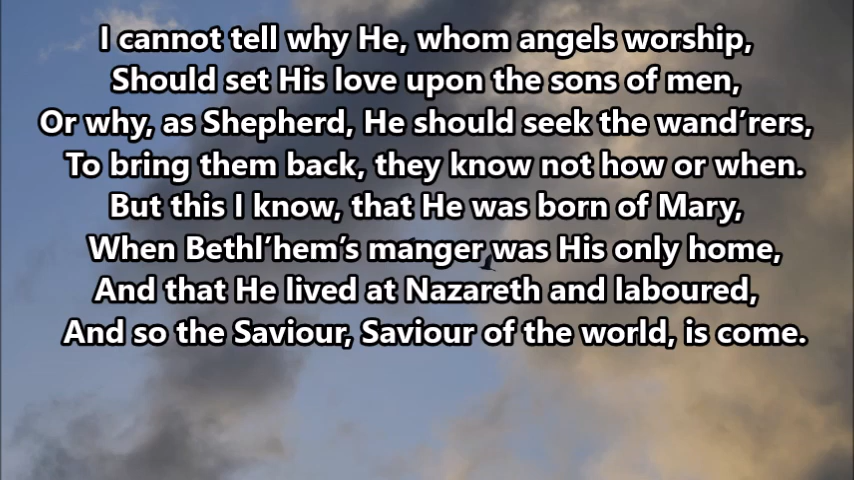 I cannot tell why He, whom angels worship,
Should set His love upon the sons of men,
Or why, as Shepherd, He should seek the wand’rers,
To bring them back, they know not how or when.
But this I know, that He was born of Mary,
When Bethl’hem’s manger was His only home,
And that He lived at Nazareth and laboured,
And so the Saviour, Saviour of the world, is come.